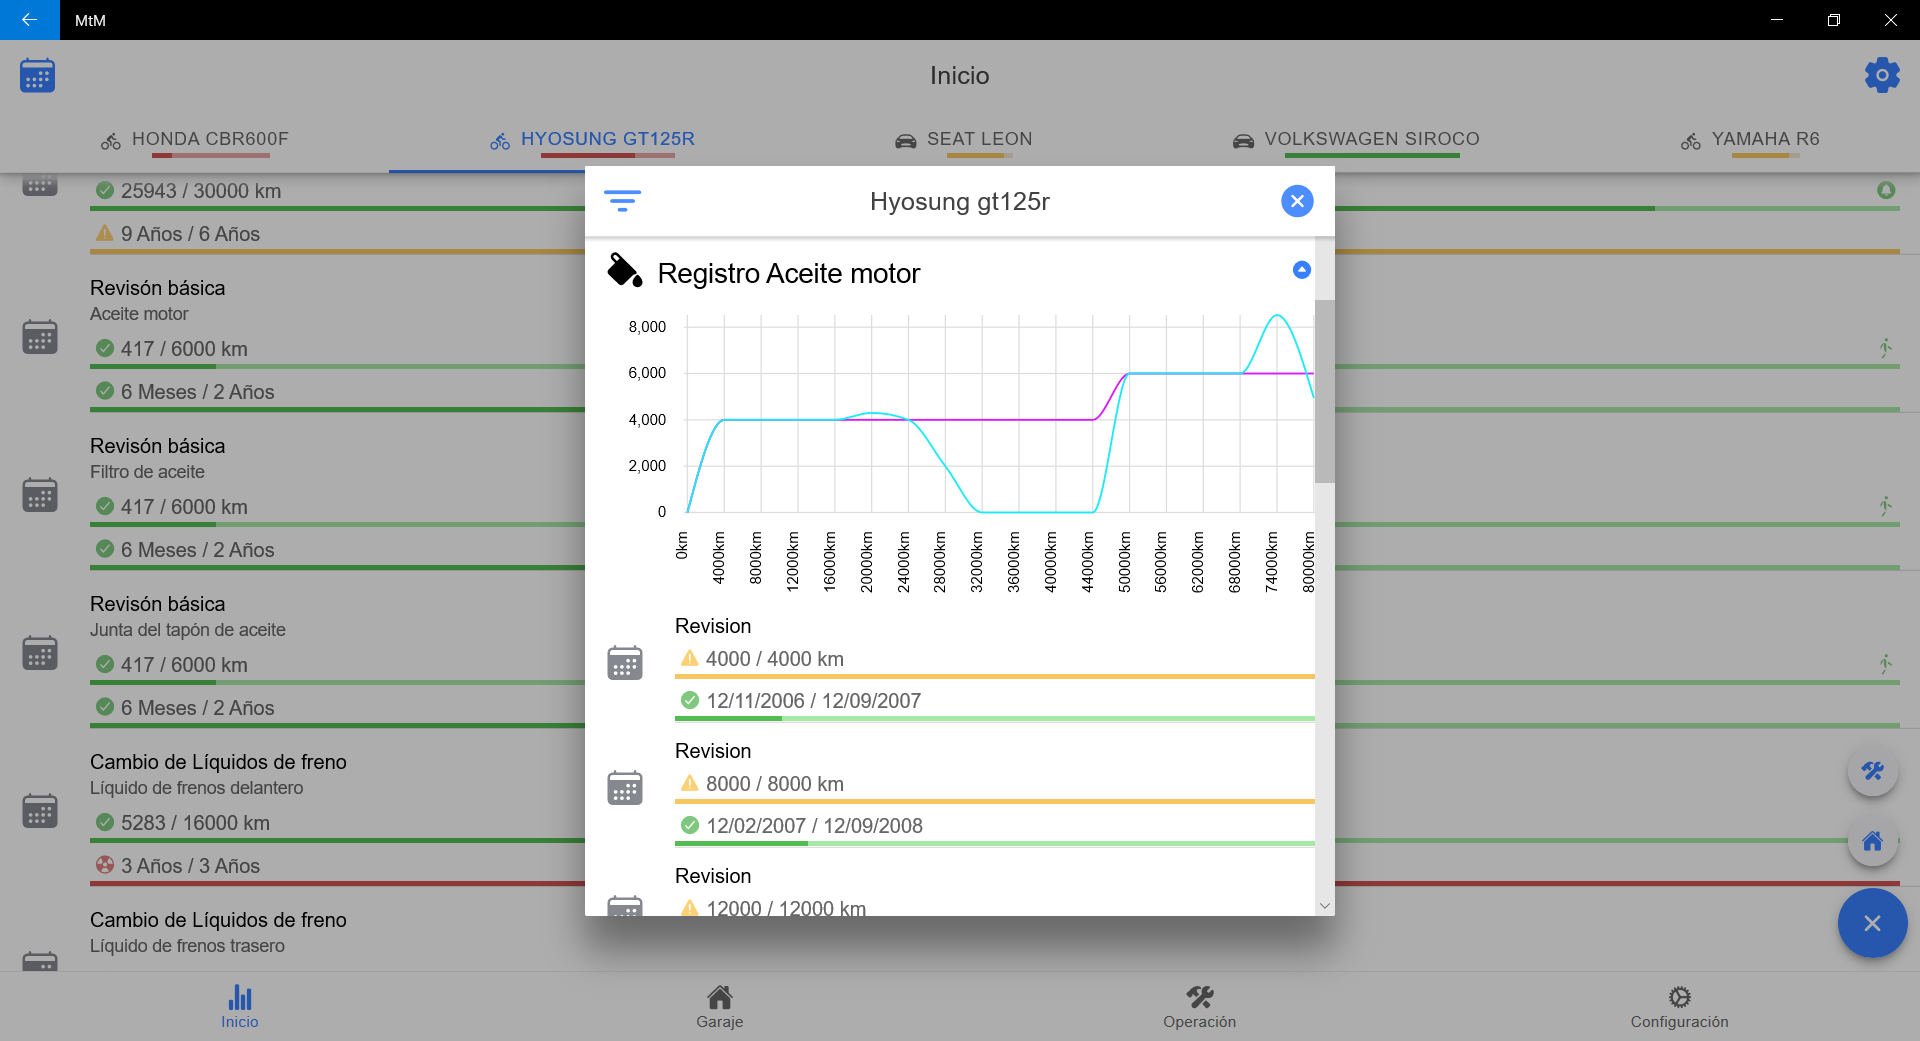 MtM
Inicio
HONDA CBR600F
HYOSUNG GT125R
SEAT LEON
VOLKSWAGEN SIROCO
YAMAHA R6
25943 / 30000 km
9 Años / 6 Años
Revisón básica
Aceite motor
417 / 6000 km
6 Meses / 2 Años
Revisón básica
Filtro de aceite
417 / 6000 km
6 Meses / 2 Años
Revisón básica
Junta del tapón de aceite
417 / 6000 km
6 Meses / 2 Años
Cambio de Líquidos de freno
Líquido de frenos delantero
5283 / 16000 km
3 Años / 3 Años
Cambio de Líquidos de freno
Líquido de frenos trasero
Hyosung gt125r
Registro Aceite motor
8,000
6,000
4,000
2,000
0
0km
4000km
8000km
12000km
16000km
20000km
24000km
28000km
32000km
36000km
40000km
44000km
50000km
56000km
62000km
68000km
74000km
80000km
Revision
4000 / 4000 km
12/11/2006 / 12/09/2007
Revision
8000 / 8000 km
12/02/2007 / 12/09/2008
Revision
12000 / 12000 km
Inicio
Garaje
Operación
Configuración